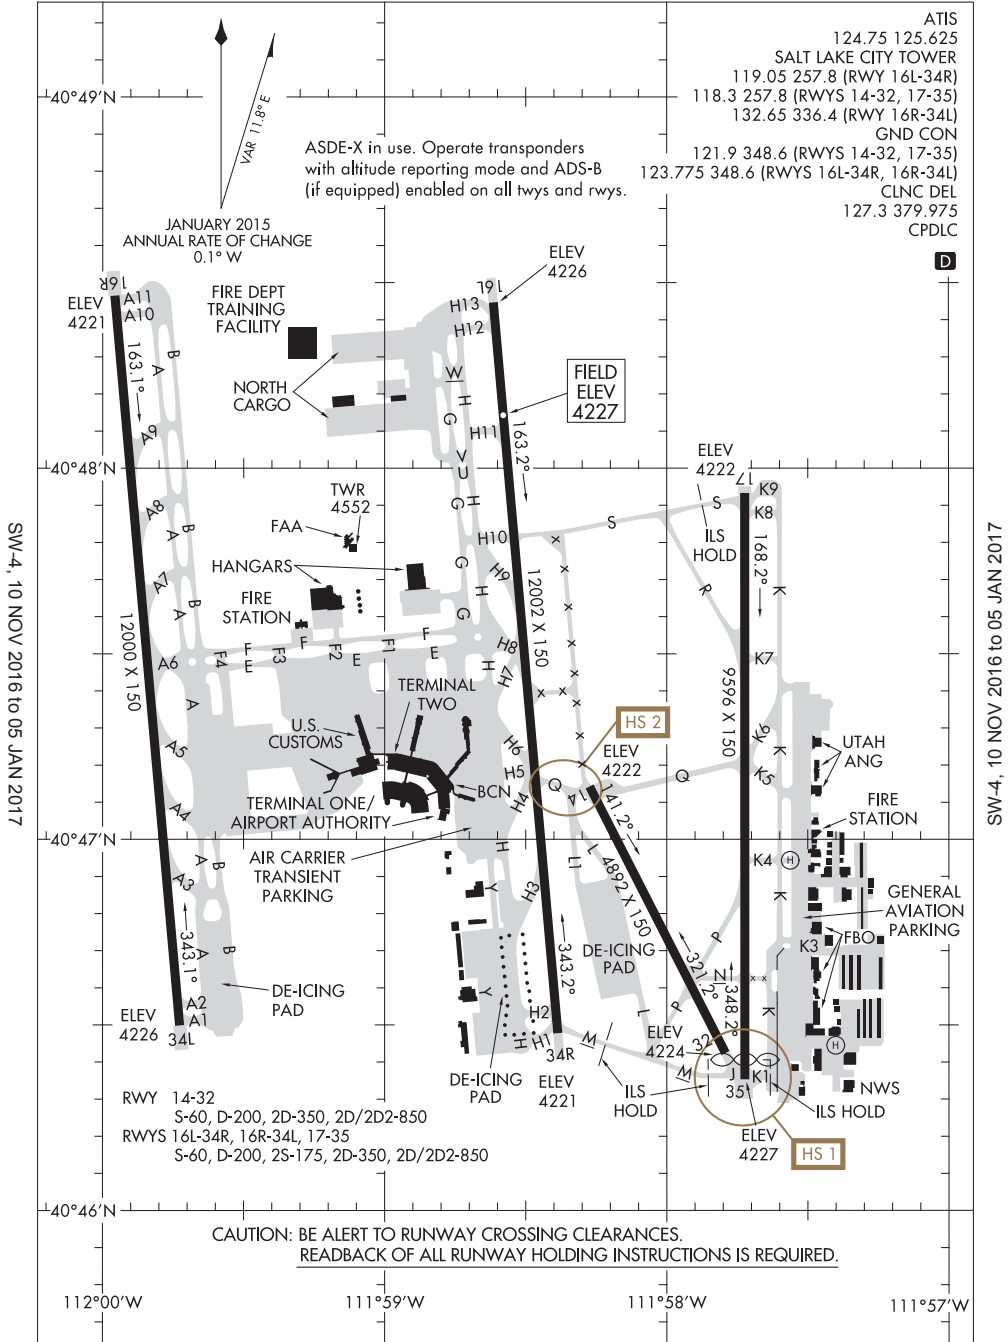 ATIS
124.75 125.625
SALT LAKE CITY TOWER
119.05 257.8 (RWY 16L-34R)
118.3 257.8 (RWYS 14-32, 17-35)
132.65 336.4 (RWY 16R-34L)
GND CON
121.9 348.6 (RWYS 14-32, 17-35)
123.775 348.6 (RWYS 16L-34R, 16R-34L)
CLNC DEL
127.3 379.975
CPDLC
D
40°49'N
VAR 11.8° E
ASDE-X in use. Operate transponders
with altitude reporting mode and ADS-B
(if equipped) enabled on all twys and rwys.
JANUARY 2015
ANNUAL RATE OF CHANGE
0.1° W
16R
ELEV
4221
A11
A10
163.1°
B
A
A9
A8
B
A
A7
B
A
12000 X 150
A6
A
A5
A4
A
B
A3
343.1°
A
B
A2
A1
ELEV
4226
34L
DE-ICING
PAD
FIRE DEPT
TRAINING
FACILITY
NORTH
CARGO
TWR
4552
FAA
HANGARS
FIRE
STATION
F4
F
E
F3
F
F2
E
F1
F
E
TERMINAL
TWO
U.S.
CUSTOMS
TERMINAL ONE/
AIRPORT AUTHORITY
BCN
AIR CARRIER
TRANSIENT
PARKING
16L
ELEV
4226
H13
H12
W
H
G
H11
163.2°
FIELD
ELEV
4227
V
U
G
H
H10
G
H9
H
G
12002 X 150
H8
H
H7
H6
H5
H4
H
H3
343.2°
Y
Y
H2
H1
H
34R
ELEV
4221
DE-ICING
PAD
x
x
x
x
x
x
x
x
S
R
HS 2
ELEV
4222
Q
Q
14
141.2°
L
L1
4892 X 150
DE-ICING
PAD
321.2°
P
P
L
N
32
ELEV
4224
M
M
ILS
HOLD
ELEV
4222
17
ILS
HOLD
K9
K8
168.2°
K
K7
9596 X 150
K6
K
K5
K4
H
K
K3
x x
348.2°
K
G
J
K1
35
ILS HOLD
ELEV
4227
HS 1
UTAH
ANG
FIRE
STATION
GENERAL
AVIATION
PARKING
FBO
H
NWS
40°48'N
40°47'N
RWY 14-32
S-60, D-200, 2D-350, 2D/2D2-850
RWYS 16L-34R, 16R-34L, 17-35
S-60, D-200, 2S-175, 2D-350, 2D/2D2-850
40°46'N
CAUTION: BE ALERT TO RUNWAY CROSSING CLEARANCES.
READBACK OF ALL RUNWAY HOLDING INSTRUCTIONS IS REQUIRED.
112°00'W
111°59'W
111°58'W
111°57'W
SW-4, 10 NOV 2016 to 05 JAN 2017
SW-4, 10 NOV 2016 to 05 JAN 2017